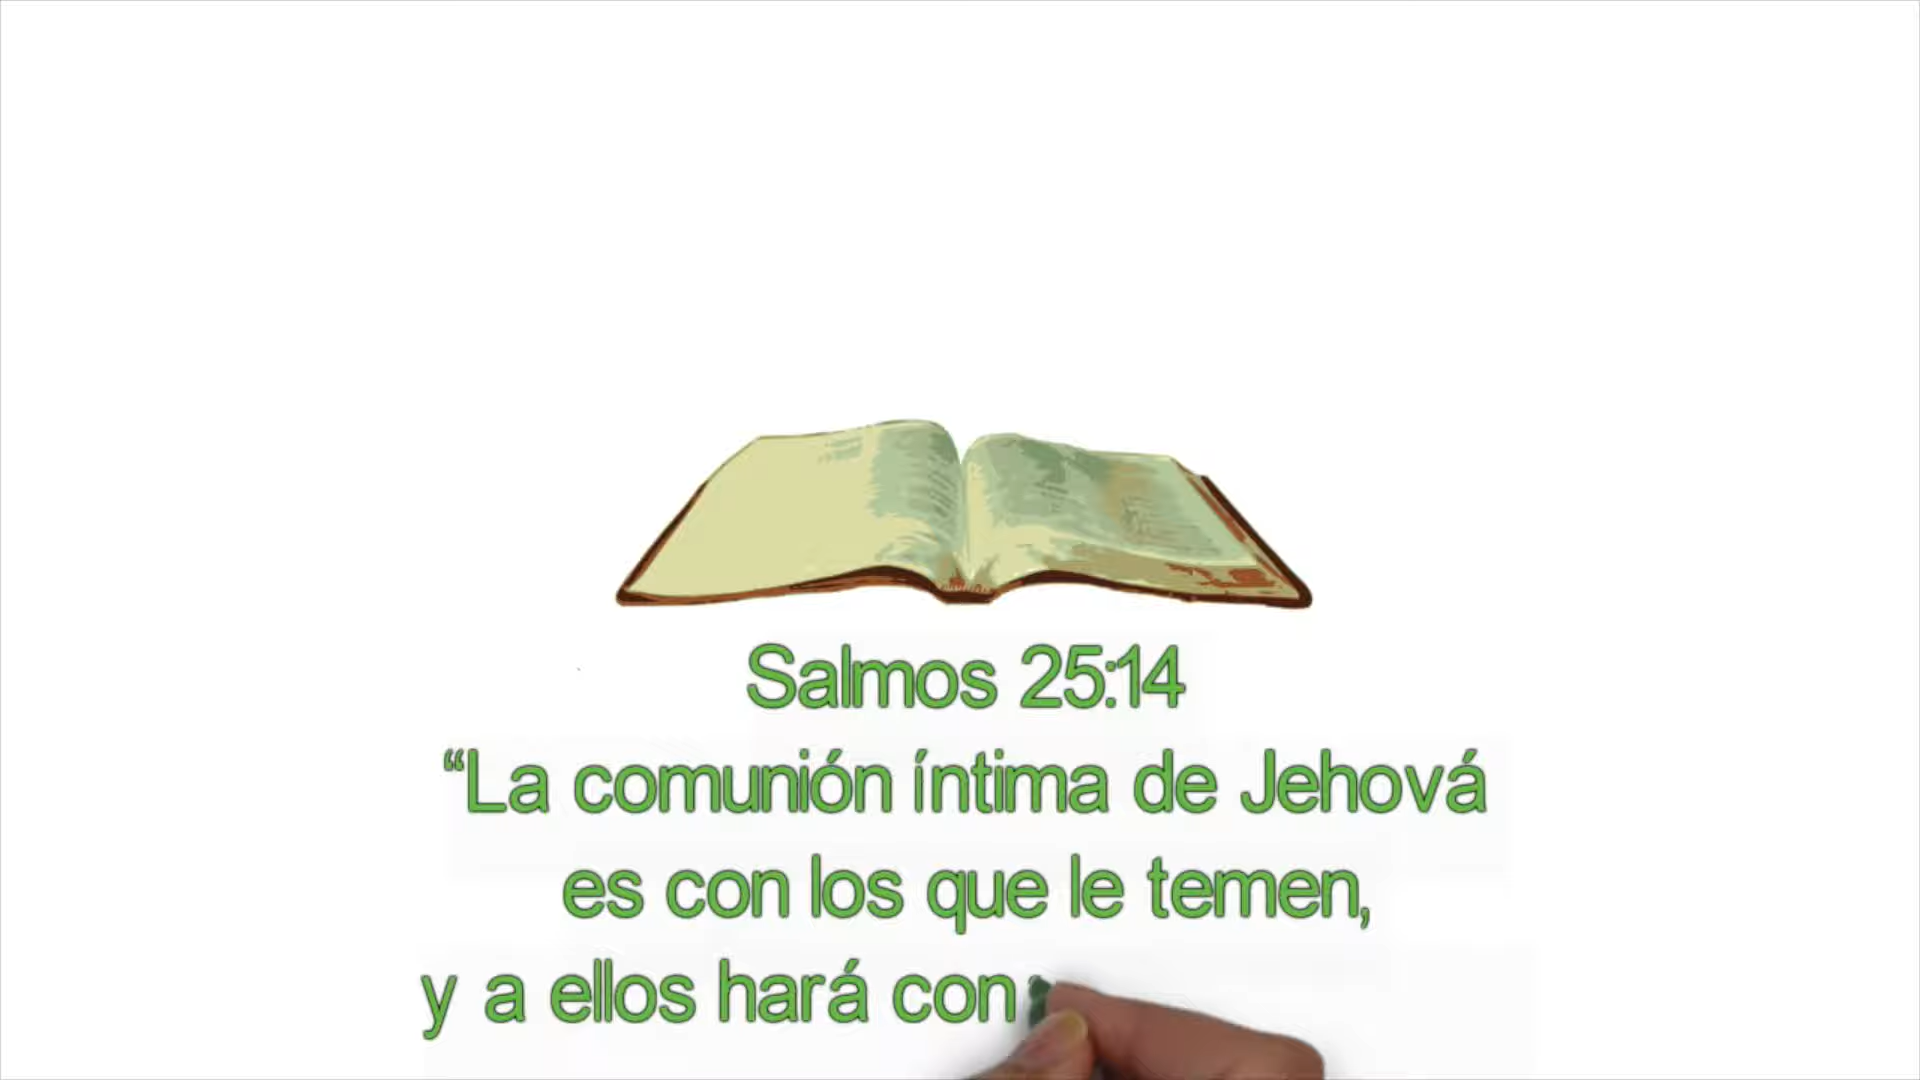 Salmos 25:14
“La comunión íntima de Jehová
es con los que le temen,
y a ellos hará con